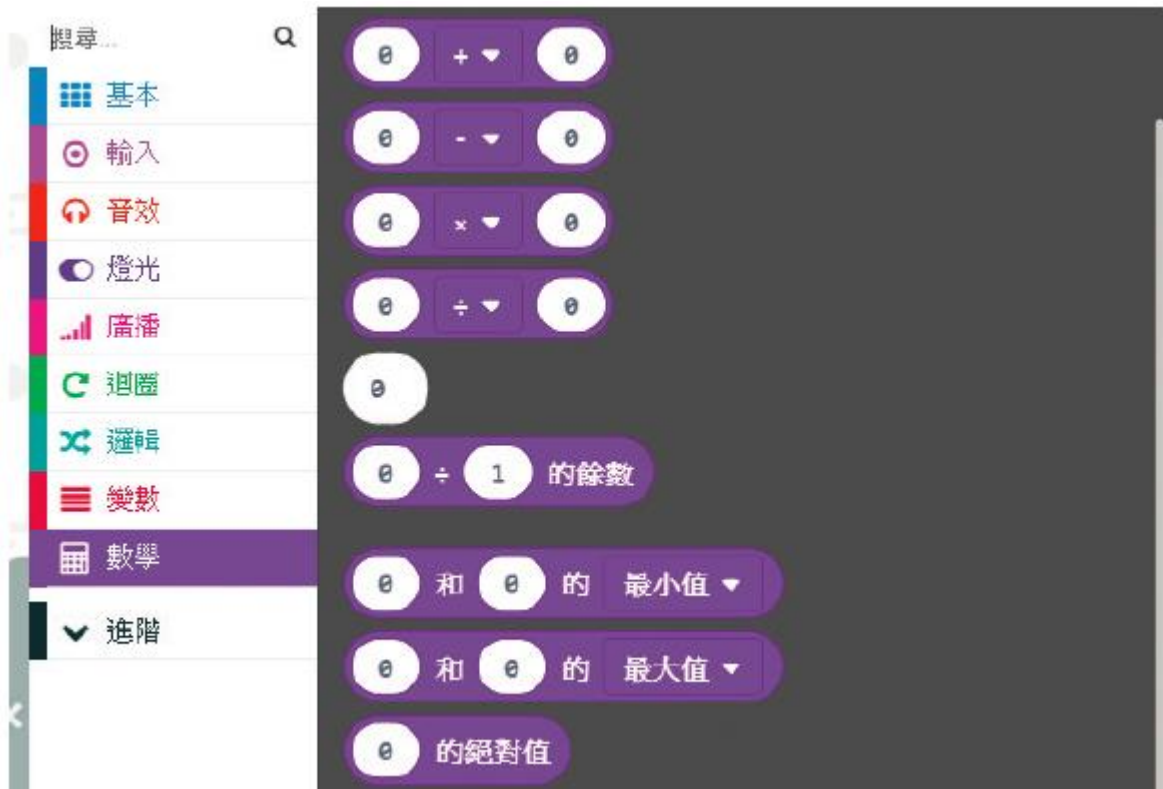 搜尋...
基本
輸入
音效
燈光
廣播
迴圈
邏輯
變數
數學
進階
0 + 0
0 - 0
0 × 0
0 ÷ 0
0
0 ÷ 1 的餘數
0 和 0 的 最小值
0 和 0 的 最大值
0 的絕對值